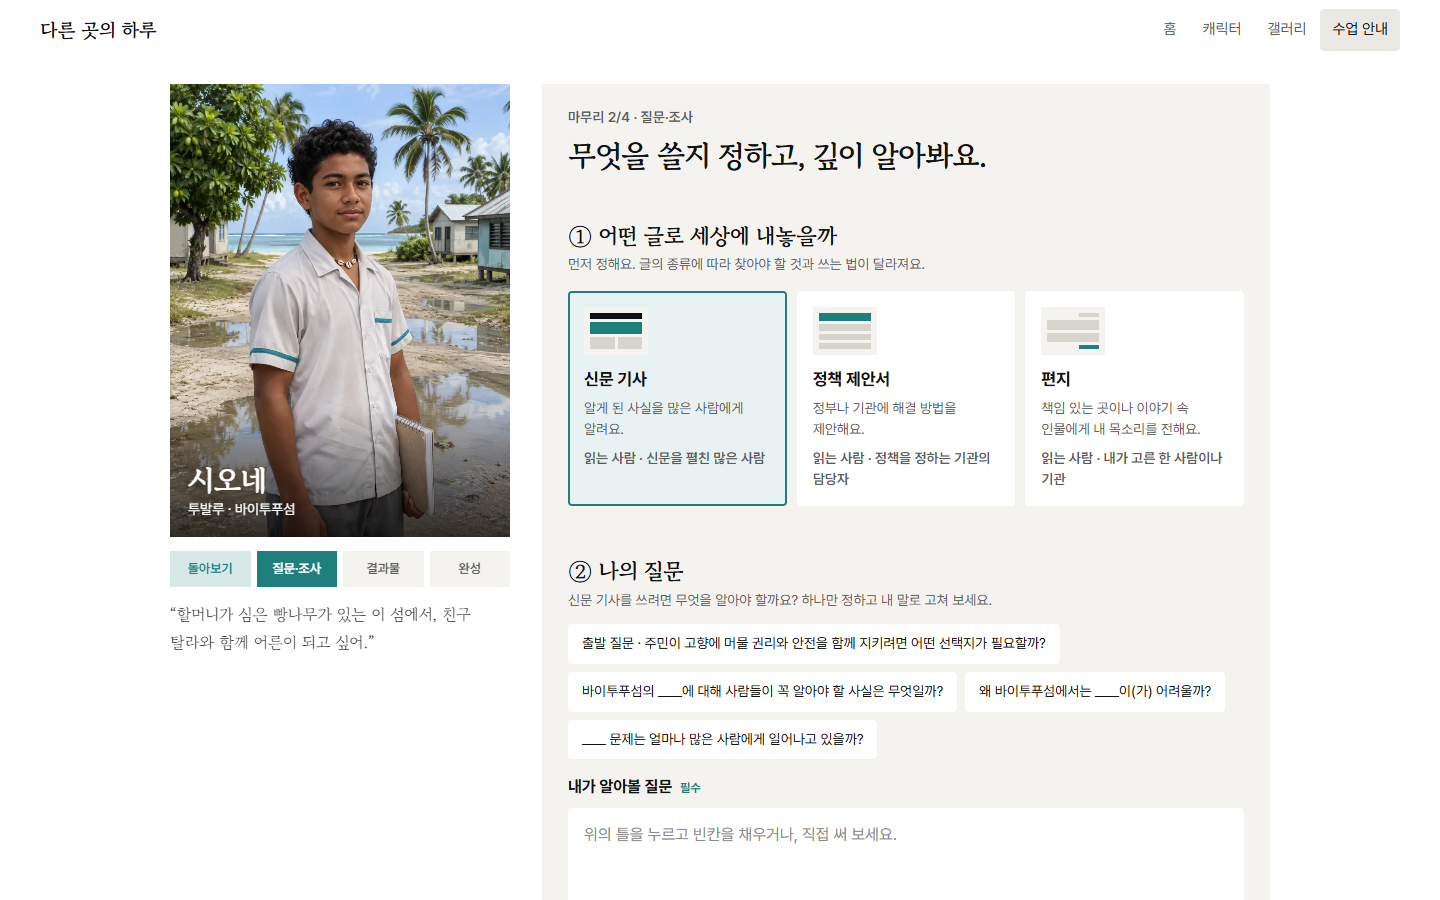 다른 곳의 하루
홈
캐릭터
갤러리
수업 안내
시오네
투발루 · 바이투푸섬
돌아보기
질문·조사
결과물
완성
“할머니가 심은 빵나무가 있는 이 섬에서, 친구
탈라와 함께 어른이 되고 싶어.”
마무리 2/4 · 질문·조사
무엇을 쓸지 정하고, 깊이 알아봐요.
① 어떤 글로 세상에 내놓을까
먼저 정해요. 글의 종류에 따라 찾아야 할 것과 쓰는 법이 달라져요.
신문 기사
알게 된 사실을 많은 사람에게
알려요.
읽는 사람 · 신문을 펼친 많은 사람
정책 제안서
정부나 기관에 해결 방법을
제안해요.
읽는 사람 · 정책을 정하는 기관의
담당자
편지
책임 있는 곳이나 이야기 속
인물에게 내 목소리를 전해요.
읽는 사람 · 내가 고른 한 사람이나
기관
② 나의 질문
신문 기사를 쓰려면 무엇을 알아야 할까요? 하나만 정하고 내 말로 고쳐 보세요.
출발 질문 · 주민이 고향에 머물 권리와 안전을 함께 지키려면 어떤 선택지가 필요할까?
바이투푸섬의 ____에 대해 사람들이 꼭 알아야 할 사실은 무엇일까?
왜 바이투푸섬에서는 ____이(가) 어려울까?
____ 문제는 얼마나 많은 사람에게 일어나고 있을까?
내가 알아볼 질문 필수
위의 틀을 누르고 빈칸을 채우거나, 직접 써 보세요.